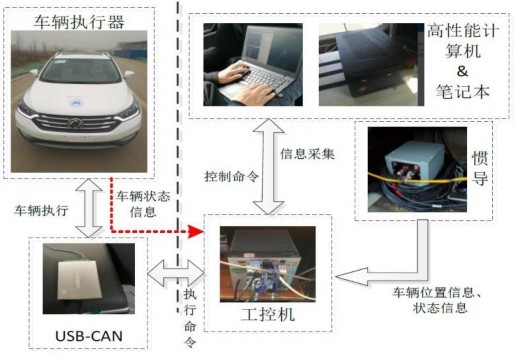 车辆执行器
高性能计
算机
&
笔记本
惯
导
信息采集
控制命令
车辆执行
车辆状态
信息
工控机
执
行
命
令
车辆位置信息、
状态信息
USB-CAN